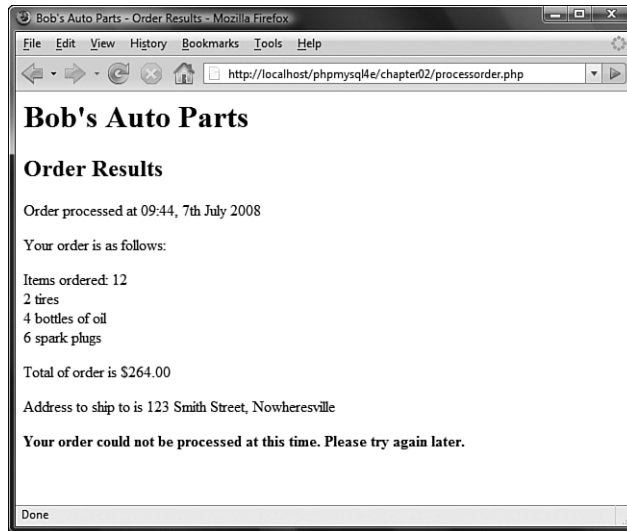 Bob's Auto Parts - Order Results - Mozilla Firefox
File Edit View History Bookmarks Tools Help
http://localhost/phpmysql4e/chapter02/processorder.php
Bob's Auto Parts
Order Results
Order processed at 09:44, 7th July 2008
Your order is as follows:
Items ordered: 12
2 tires
4 bottles of oil
6 spark plugs
Total of order is $264.00
Address to ship to is 123 Smith Street, Nowheresville
Your order could not be processed at this time. Please try again later.
Done